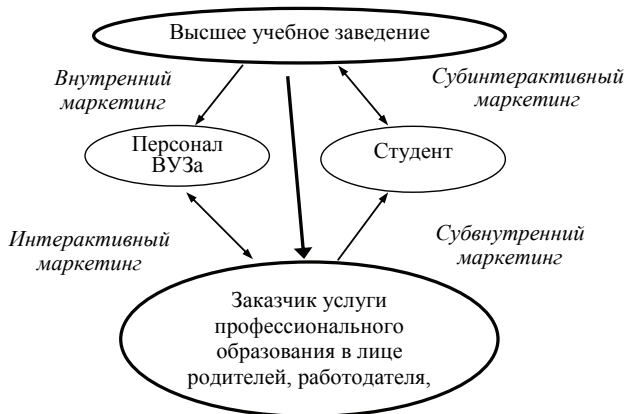 Высшее учебное заведение
Внутренний
маркетинг
Субинтерактивный
маркетинг
Персонал
ВУЗа
Студент
Интерактивный
маркетинг
Субвнутренний
маркетинг
Заказчик услуги
профессионального
образования в лице
родителей, работодателя,